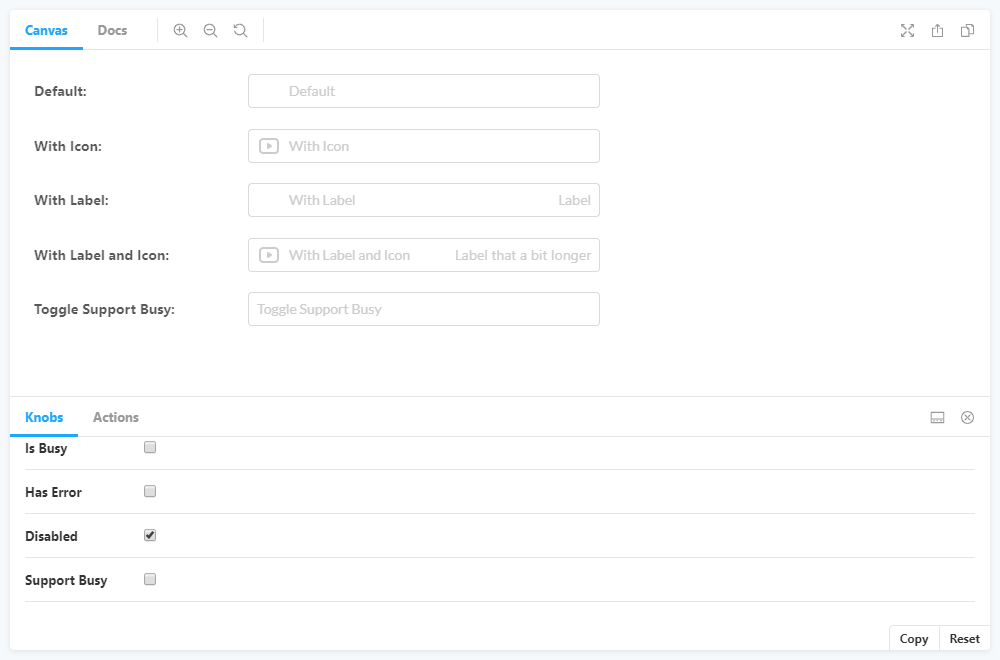 Canvas Docs
Default: Default
With Icon: With Icon
With Label: With Label Label
With Label and Icon: With Label and Icon Label that a bit longer
Toggle Support Busy: Toggle Support Busy
Knobs Actions
Is Busy
Has Error
Disabled
Support Busy
Copy Reset